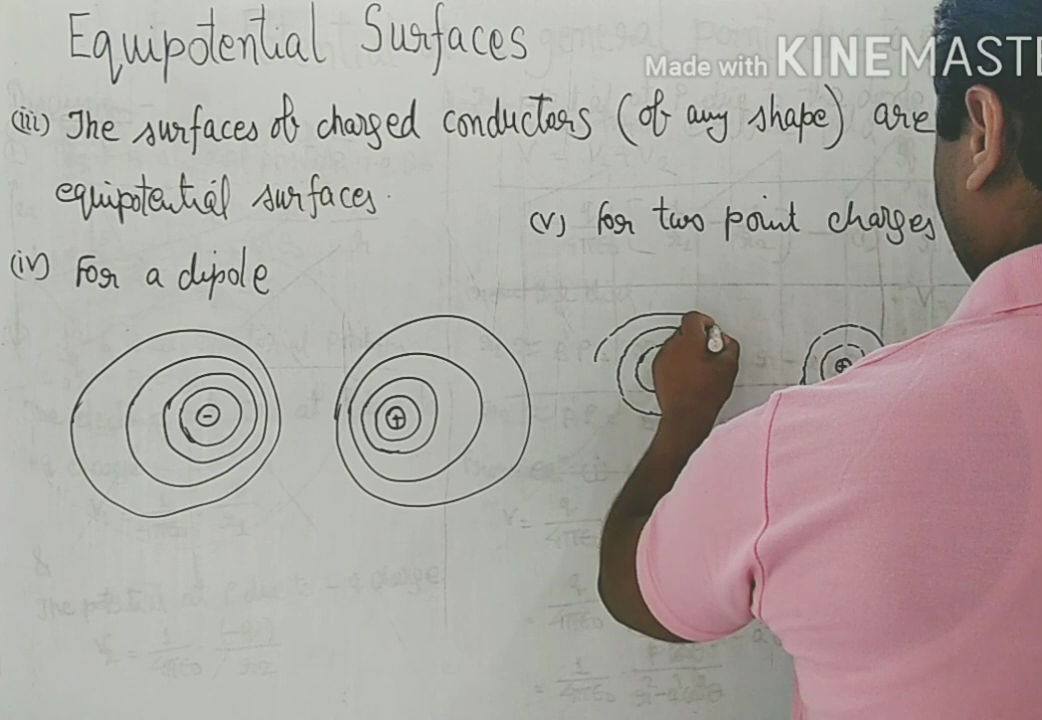 Equipotential Surfaces
Made with KINEMASTE
(iii) The surfaces of charged conductors (of any shape) are
equipotential surfaces.
(v) for two point charges
(iv) For a dipole
- +
+